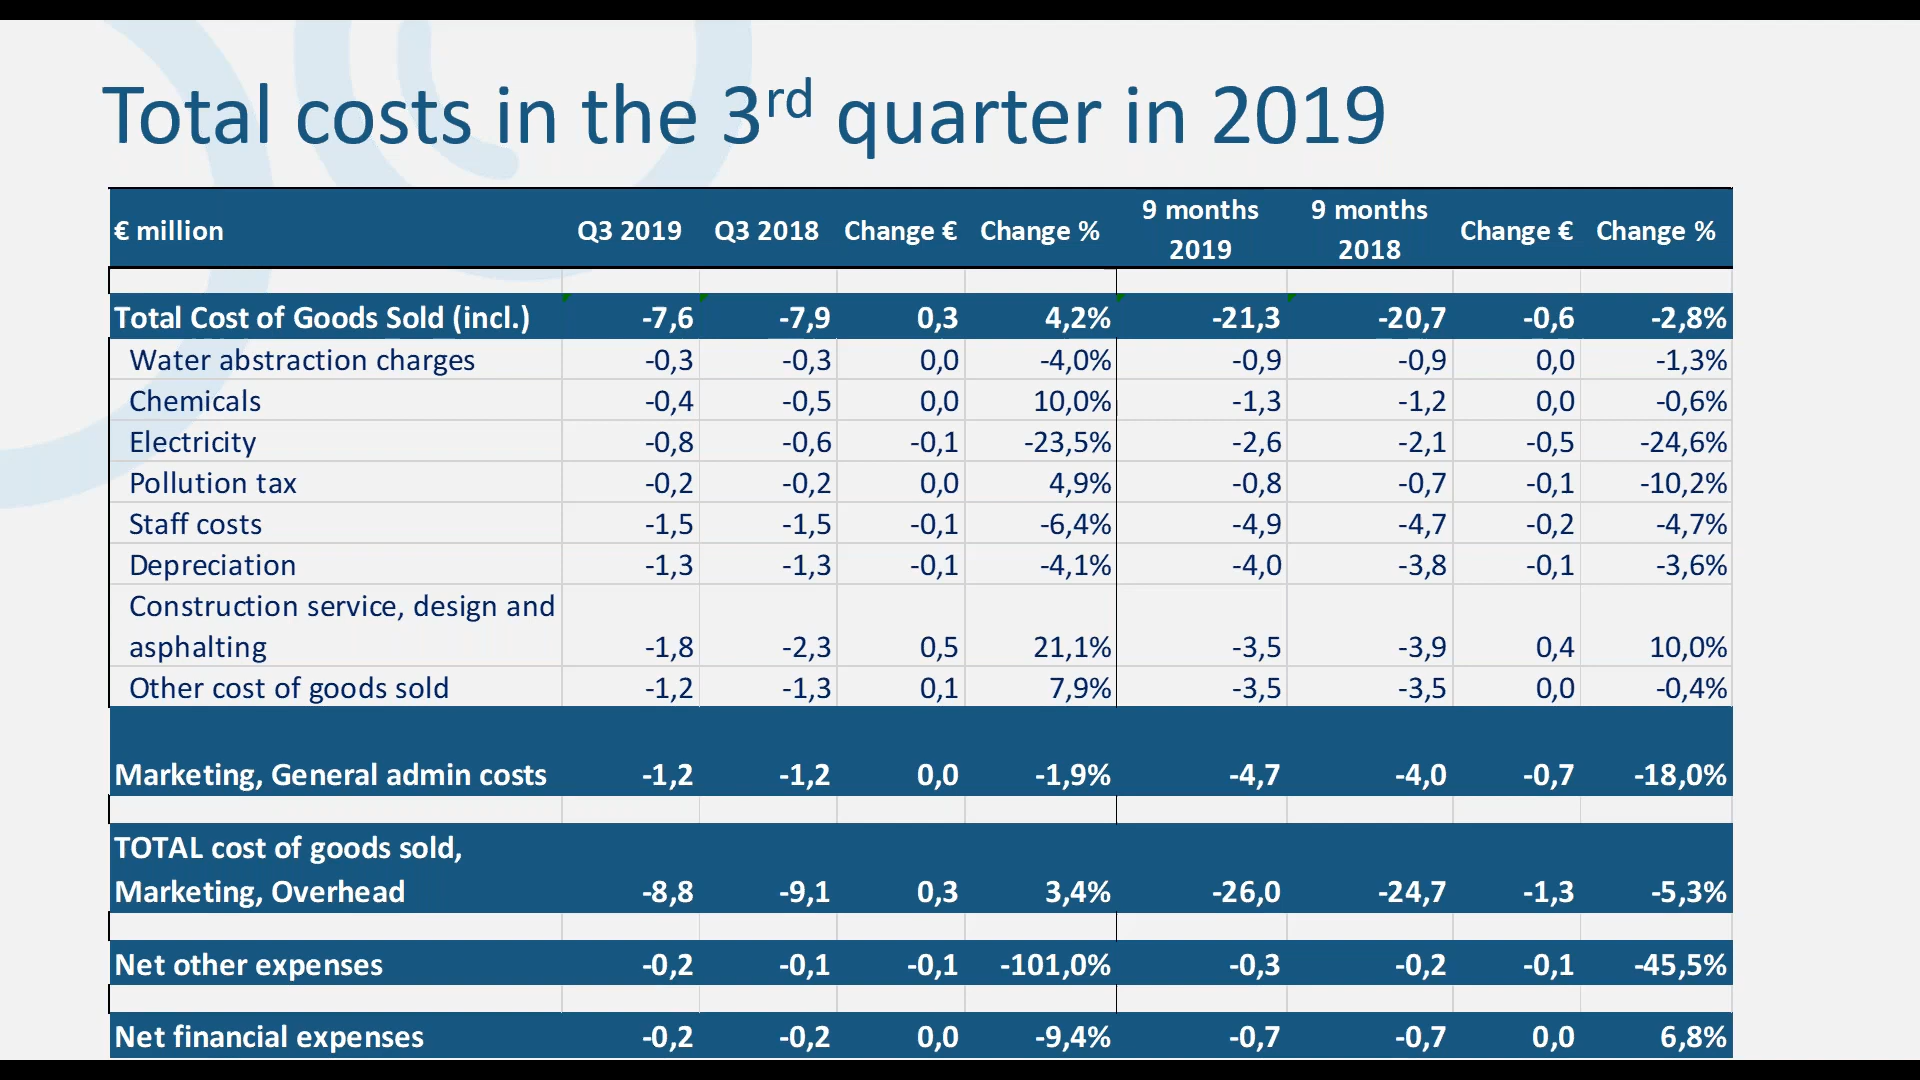 Total costs in the 3rd quarter in 2019
€ million Q3 2019 Q3 2018 Change € Change % 9 months 2019 9 months 2018 Change € Change %
Total Cost of Goods Sold (incl.) -7,6 -7,9 0,3 4,2% -21,3 -20,7 -0,6 -2,8%
Water abstraction charges -0,3 -0,3 0,0 -4,0% -0,9 -0,9 0,0 -1,3%
Chemicals -0,4 -0,5 0,0 10,0% -1,3 -1,2 0,0 -0,6%
Electricity -0,8 -0,6 -0,1 -23,5% -2,6 -2,1 -0,5 -24,6%
Pollution tax -0,2 -0,2 0,0 4,9% -0,8 -0,7 -0,1 -10,2%
Staff costs -1,5 -1,5 -0,1 -6,4% -4,9 -4,7 -0,2 -4,7%
Depreciation -1,3 -1,3 -0,1 -4,1% -4,0 -3,8 -0,1 -3,6%
Construction service, design and
asphalting -1,8 -2,3 0,5 21,1% -3,5 -3,9 0,4 10,0%
Other cost of goods sold -1,2 -1,3 0,1 7,9% -3,5 -3,5 0,0 -0,4%
Marketing, General admin costs -1,2 -1,2 0,0 -1,9% -4,7 -4,0 -0,7 -18,0%
TOTAL cost of goods sold,
Marketing, Overhead -8,8 -9,1 0,3 3,4% -26,0 -24,7 -1,3 -5,3%
Net other expenses -0,2 -0,1 -0,1 -101,0% -0,3 -0,2 -0,1 -45,5%
Net financial expenses -0,2 -0,2 0,0 -9,4% -0,7 -0,7 0,0 6,8%